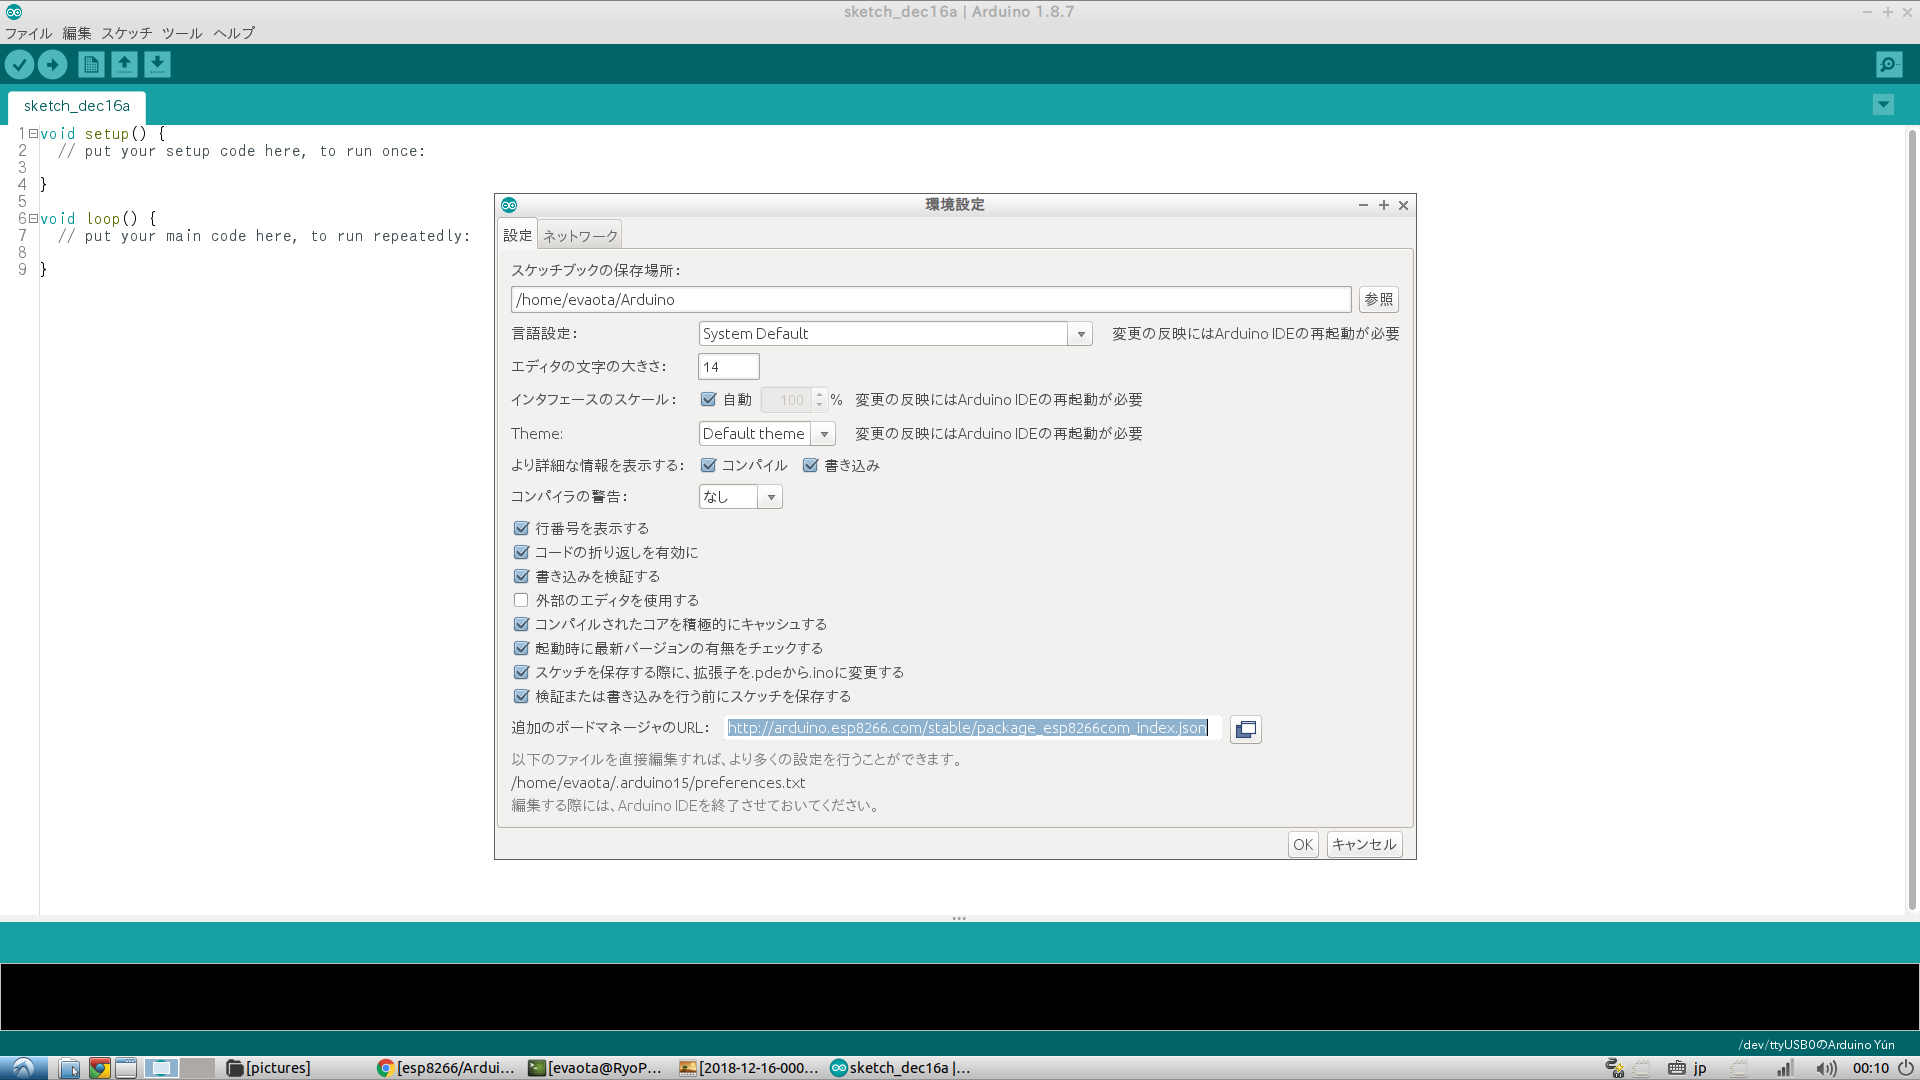 sketch_dec16a | Arduino 1.8.7
ファイル 編集 スケッチ ツール ヘルプ
sketch_dec16a
1 void setup() {
2 // put your setup code here, to run once:
3
4 }
5
6 void loop() {
7 // put your main code here, to run repeatedly:
8
9 }
環境設定
設定 ネットワーク
スケッチブックの保存場所:
/home/evaota/Arduino 参照
言語設定: System Default 変更の反映にはArduino IDEの再起動が必要
エディタの文字の大きさ: 14
インタフェースのスケール: 自動 100 % 変更の反映にはArduino IDEの再起動が必要
Theme: Default theme 変更の反映にはArduino IDEの再起動が必要
より詳細な情報を表示する: コンパイル 書き込み
コンパイラの警告: なし
行番号を表示する
コードの折り返しを有効に
書き込みを検証する
外部のエディタを使用する
コンパイルされたコアを積極的にキャッシュする
起動時に最新バージョンの有無をチェックする
スケッチを保存する際に、拡張子を.pdeから.inoに変更する
検証または書き込みを行う前にスケッチを保存する
追加のボードマネージャのURL: http://arduino.esp8266.com/stable/package_esp8266com_index.json
以下のファイルを直接編集すれば、より多くの設定を行うことができます。
/home/evaota/.arduino15/preferences.txt
編集する際には、Arduino IDEを終了させておいてください。
OK キャンセル
/dev/ttyUSB0のArduino Yún
[pictures] [esp8266/Ardui... [evaota@RyoP... [2018-12-16-000... sketch_dec16a |... jp 00:10